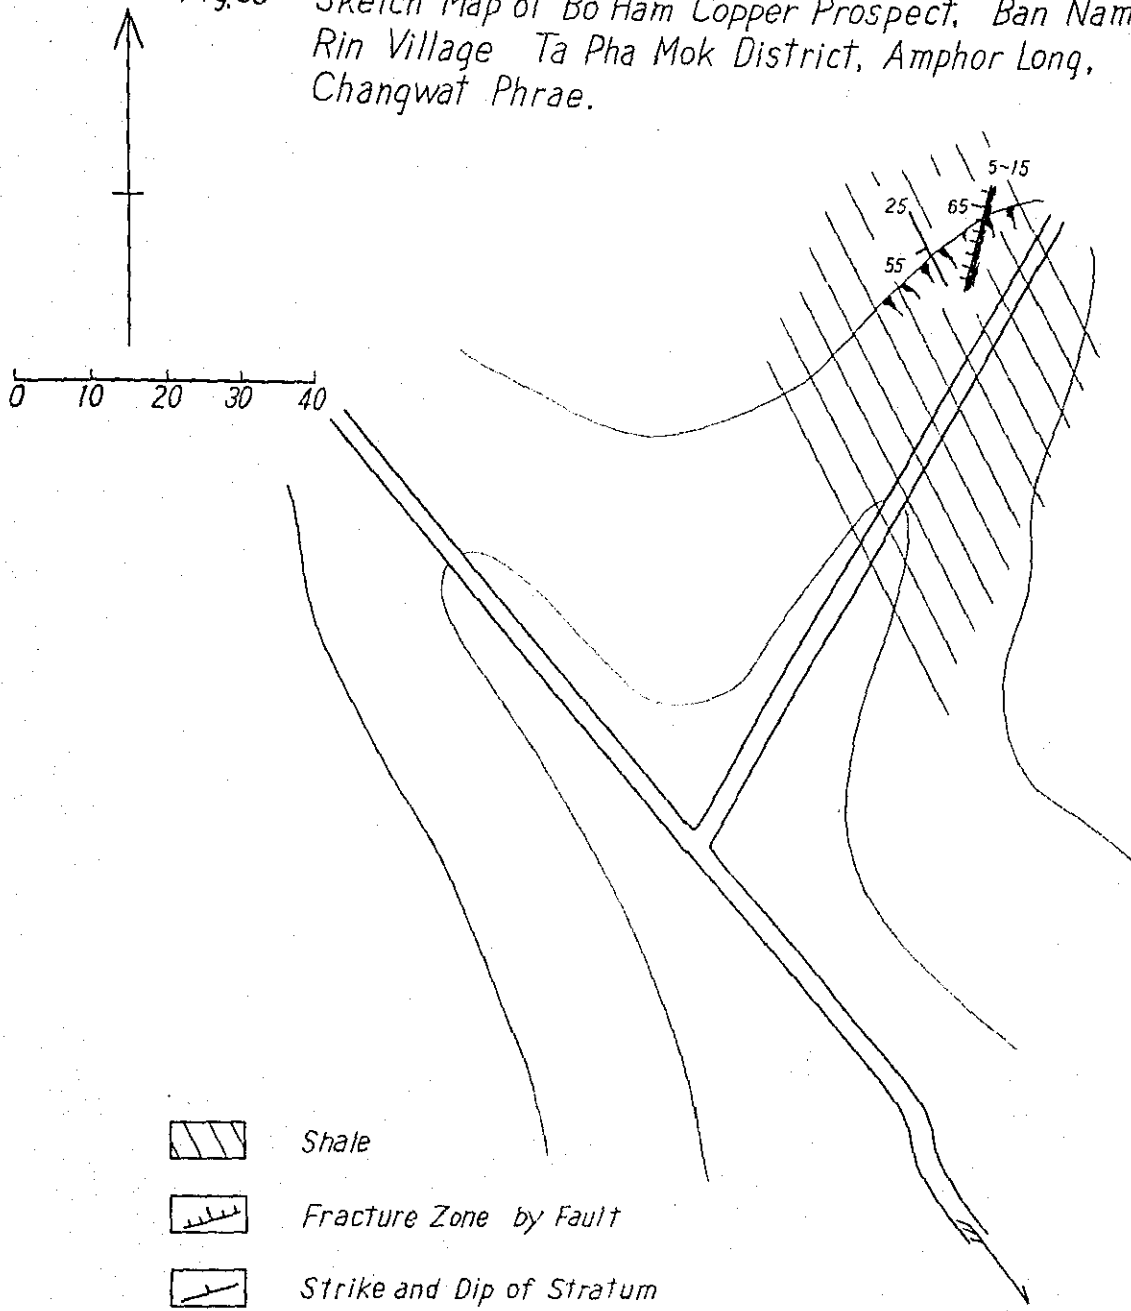 Sketch Map of Bo Ham Copper Prospect, Ban Nam
Rin Village Ta Pha Mok District, Amphor Long,
Changwat Phrae.
5~15
25
65
55
0 10 20 30 40
Shale
Fracture Zone by Fault
Strike and Dip of Stratum